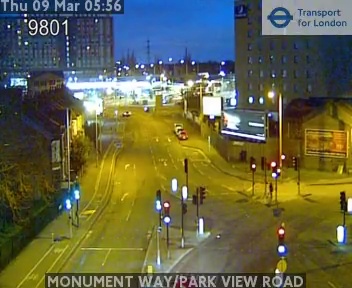 Thu 09 Mar 05:56
9801
Transport
for London
MONUMENT WAY/PARK VIEW ROAD